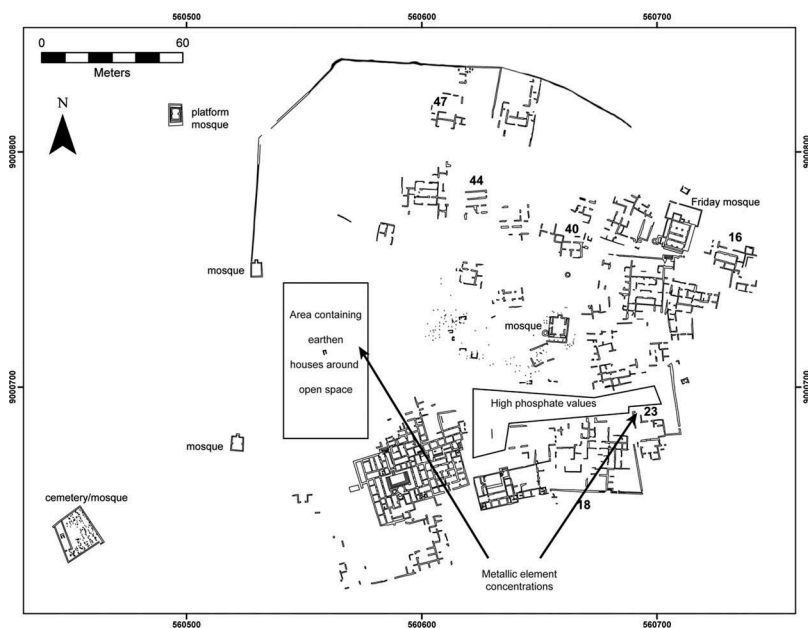 560500
560600
560700
0
60
Meters
N
platform
mosque
47
9000800
9000800
44
Friday mosque
40
16
mosque
Area containing
earthen
houses around
open space
mosque
9000700
9000700
High phosphate values
23
mosque
cemetery/mosque
18
Metallic element
concentrations
560500
560600
560700